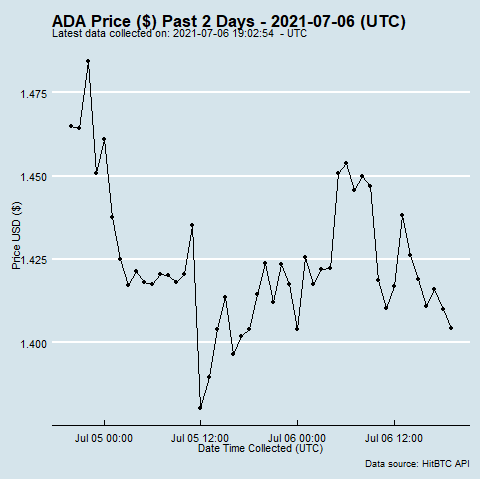 ADA Price ($) Past 2 Days - 2021-07-06 (UTC)
Latest data collected on: 2021-07-06 19:02:54  - UTC
1.475
1.450
1.425
1.400
Price USD ($)
Jul 05 00:00 Jul 05 12:00 Jul 06 00:00 Jul 06 12:00
Date Time Collected (UTC)
Data source: HitBTC API